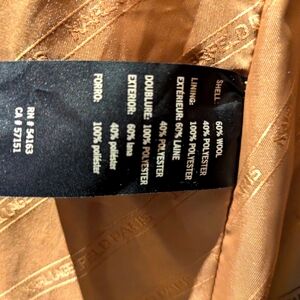 SHELL: 60% WOOL
40% POLYESTER
LINING: 100% POLYESTER
EXTÉRIEUR: 60% LAINE
40% POLYESTER
DOUBLURE: 100% POLYESTER
EXTERIOR: 60% lana
40% poliéster
FORRO: 100% poliéster
RN # 54163
CA # 57151